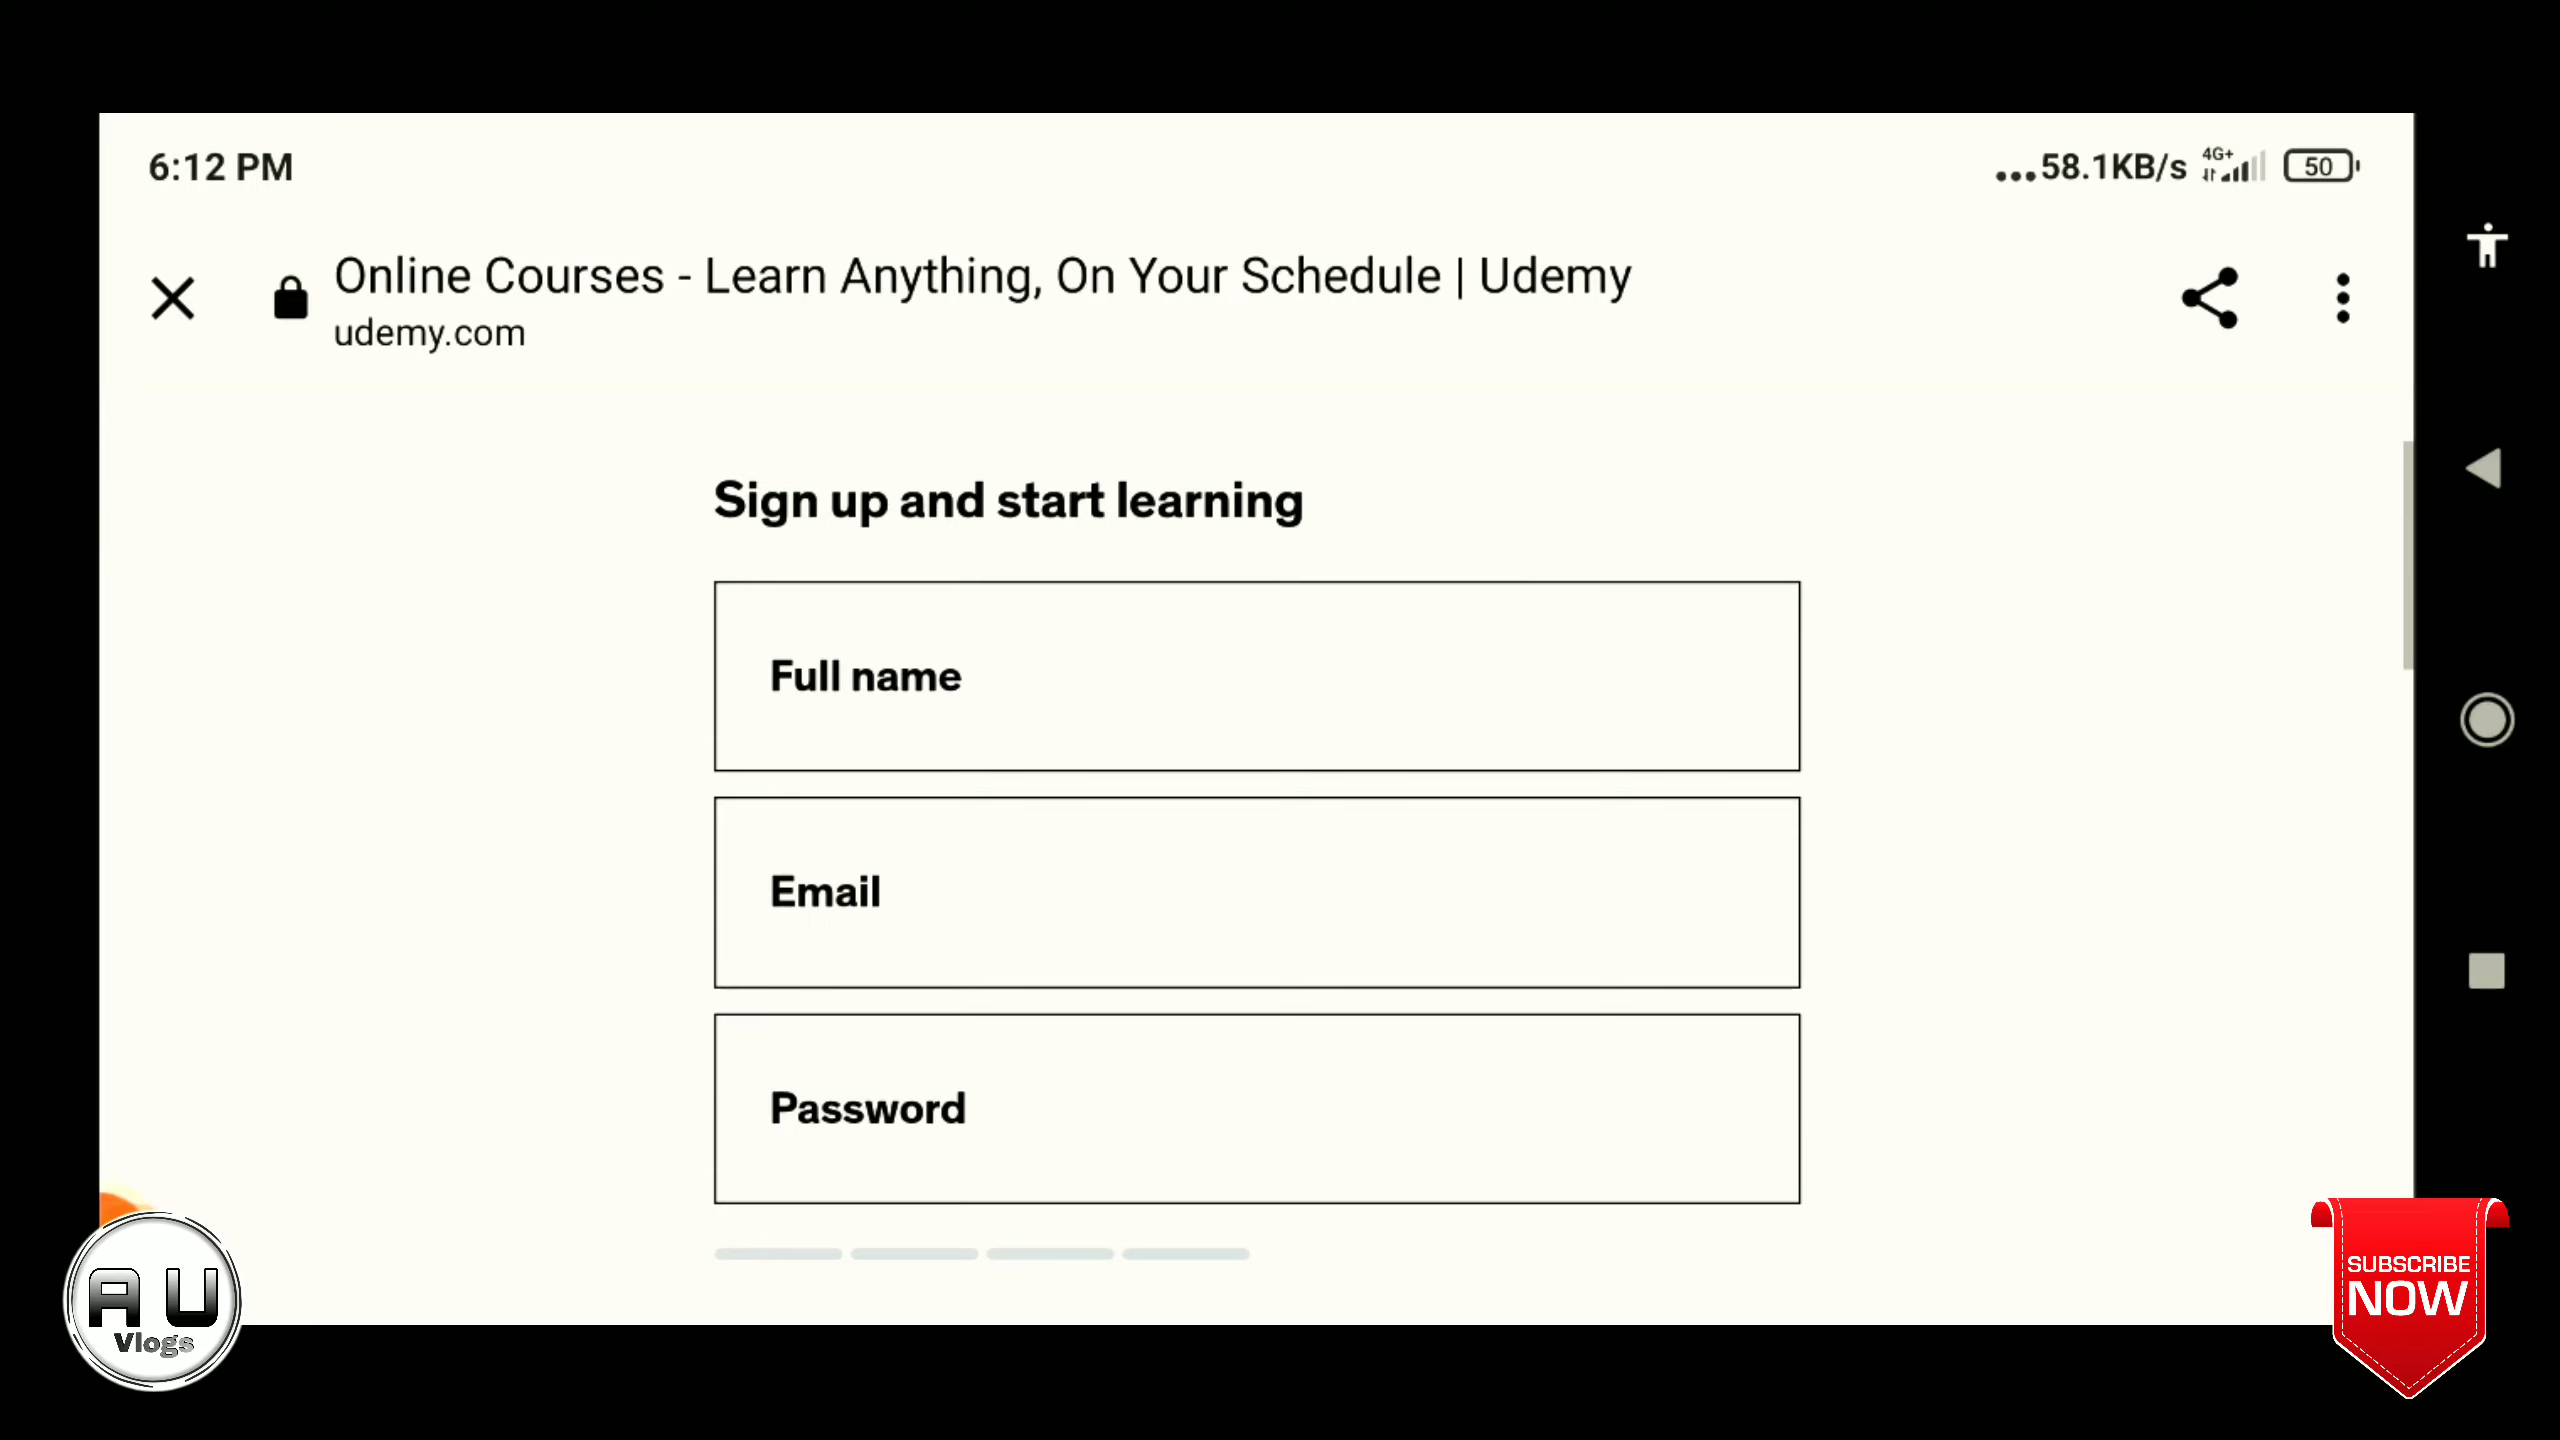 6:12 PM
...58.1KB/s 4G+ 50
Online Courses - Learn Anything, On Your Schedule | Udemy
udemy.com
Sign up and start learning
Full name
Email
Password
A U
Vlogs
SUBSCRIBE
NOW